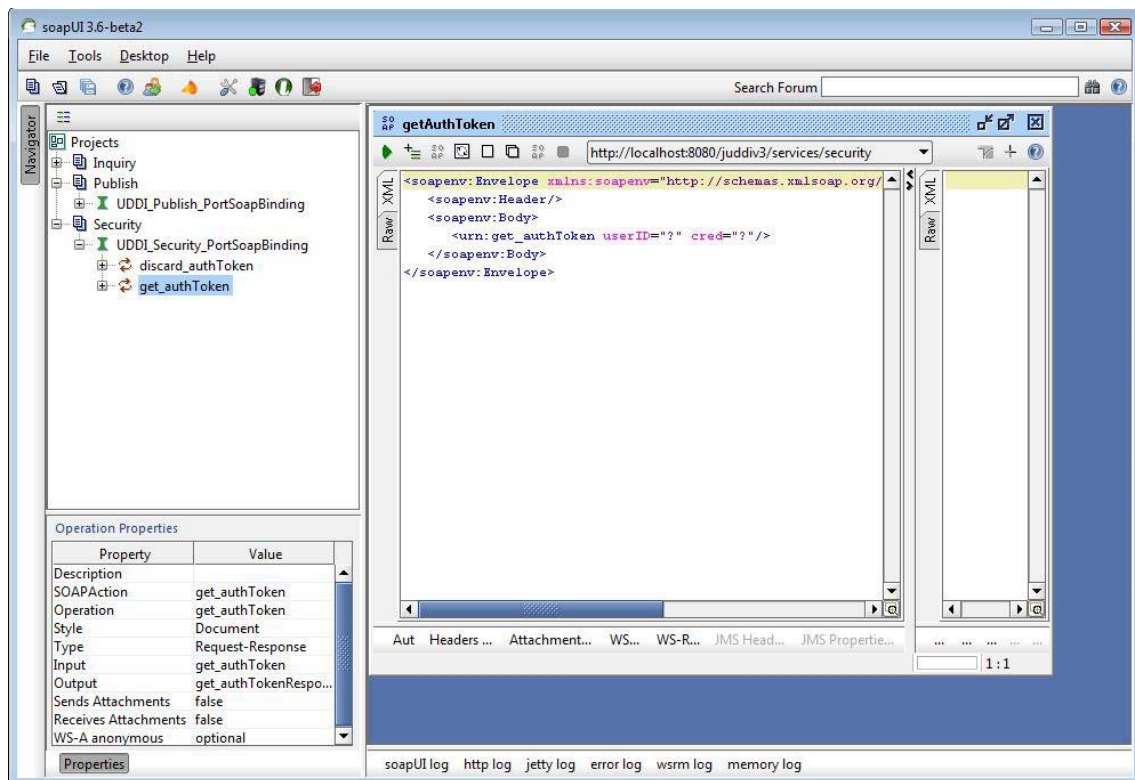 soapUI 3.6-beta2
File Tools Desktop Help
Search Forum
Navigator
Projects
Inquiry
Publish
UDDI_Publish_PortSoapBinding
Security
UDDI_Security_PortSoapBinding
discard_authToken
get_authToken
Operation Properties
Property Value
Description
SOAPAction get_authToken
Operation get_authToken
Style Document
Type Request-Response
Input get_authToken
Output get_authTokenRespo...
Sends Attachments false
Receives Attachments false
WS-A anonymous optional
Properties
SO AP getAuthToken
http://localhost:8080/juddiv3/services/security
XML
Raw
<soapenv:Envelope xmlns:soapenv="http://schemas.xmlsoap.org/
<soapenv:Header/>
<soapenv:Body>
<urn:get_authToken userID="?" cred="?"/>
</soapenv:Body>
</soapenv:Envelope>
XML
Raw
Aut Headers ... Attachment... WS... WS-R... JMS Head... JMS Propertie...
... ... ... ... ...
1:1
soapUI log http log jetty log error log wsrm log memory log